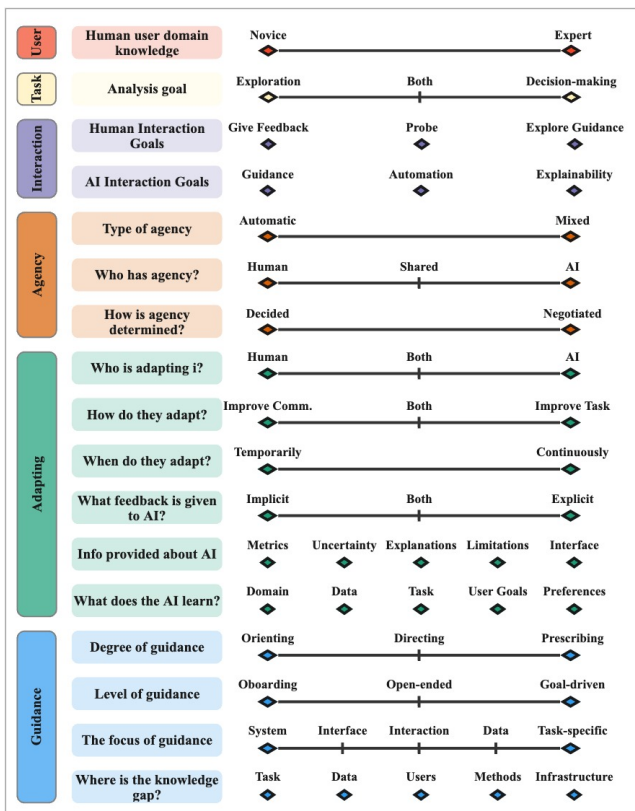 User
Human user domain
knowledge
Novice
Expert
Task
Analysis goal
Exploration
Both
Decision-making
Interaction
Human Interaction
Goals
Give Feedback
Probe
Explore Guidance
AI Interaction Goals
Guidance
Automation
Explainability
Agency
Type of agency
Automatic
Mixed
Who has agency?
Human
Shared
AI
How is agency
determined?
Decided
Negotiated
Adapting
Who is adapting i?
Human
Both
AI
How do they adapt?
Improve Comm.
Both
Improve Task
When do they adapt?
Temporarily
Continuously
What feedback is given
to AI?
Implicit
Both
Explicit
Info provided about AI
Metrics
Uncertainty
Explanations
Limitations
Interface
What does the AI learn?
Domain
Data
Task
User Goals
Preferences
Guidance
Degree of guidance
Orienting
Directing
Prescribing
Level of guidance
Oboarding
Open-ended
Goal-driven
The focus of guidance
System
Interface
Interaction
Data
Task-specific
Where is the knowledge
gap?
Task
Data
Users
Methods
Infrastructure